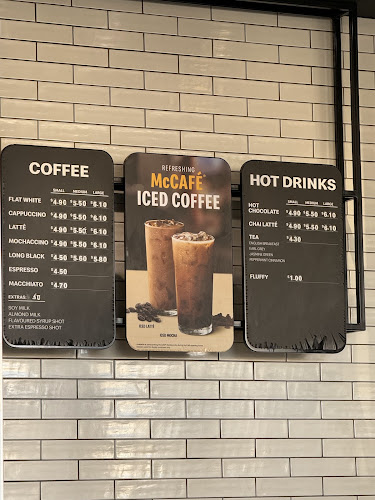 COFFEE
SMALL MEDIUM LARGE
FLAT WHITE $4.90 $5.50 $6.10
CAPPUCCINO $4.90 $5.50 $6.10
LATTÉ $4.90 $5.50 $6.10
MOCHACCINO $4.90 $5.50 $6.10
LONG BLACK $4.50 $5.10 $5.80
ESPRESSO $4.50
MACCHIATO $4.70
EXTRAS
SOY MILK
ALMOND MILK
FLAVOURED SYRUP SHOT
EXTRA ESPRESSO SHOT
REFRESHING
McCAFÉ
ICED COFFEE
ICED LATTE
ICED MOCHA
HOT DRINKS
SMALL MEDIUM LARGE
HOT
CHOCOLATE $4.90 $5.50 $6.10
CHAI LATTÉ $4.90 $5.50 $6.10
TEA $4.30
ENGLISH BREAKFAST
EARL GREY
JASMINE GREEN
PEPPERMINT CINNAMON
FLUFFY $1.00